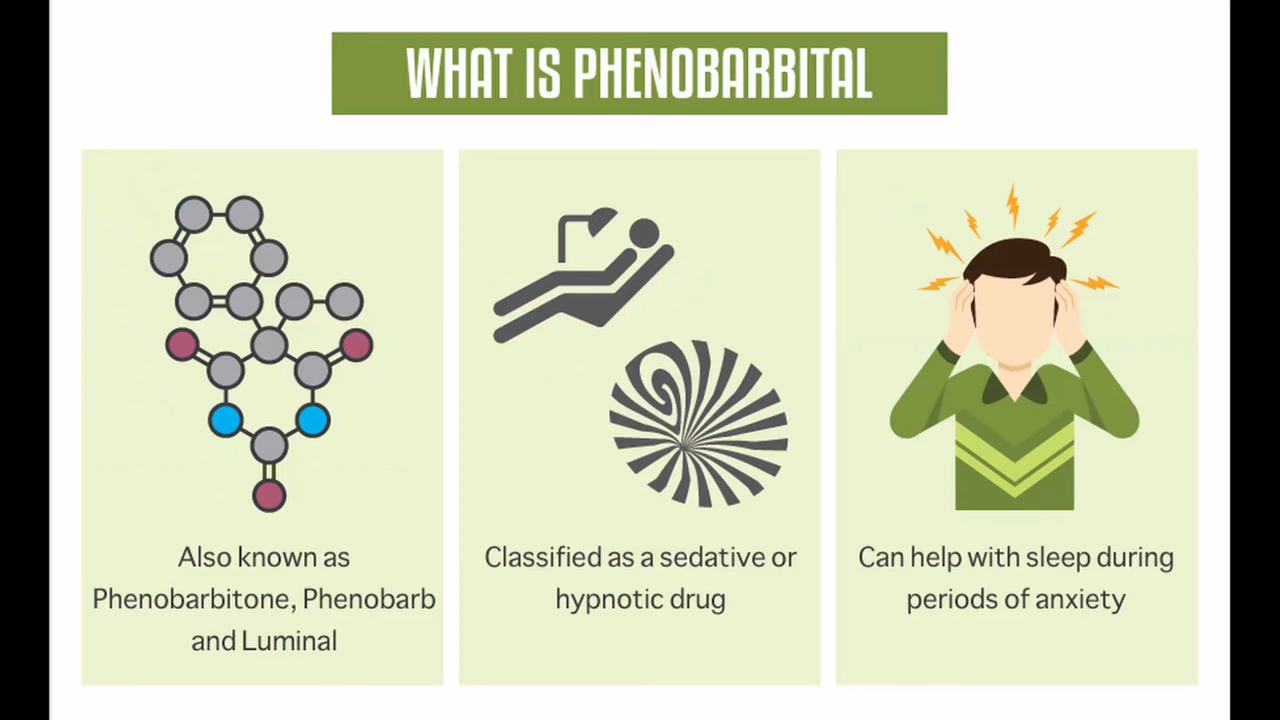 WHAT IS PHENOBARBITAL
Also known as
Phenobarbitone, Phenobarb
and Luminal
Classified as a sedative or
hypnotic drug
Can help with sleep during
periods of anxiety